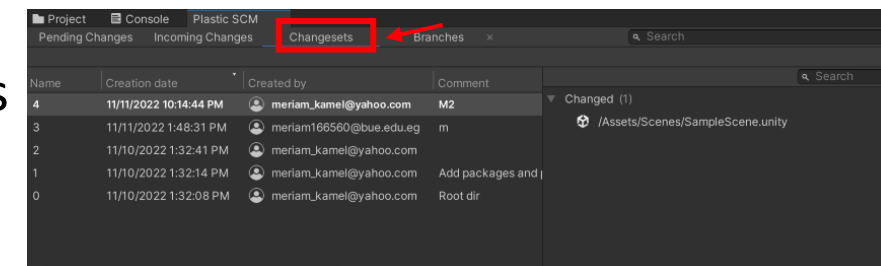 Project Console Plastic SCM
Pending Changes Incoming Changes Changesets Branches × Search
Search
Name Creation date Created by Comment
4 11/11/2022 10:14:44 PM meriam_kamel@yahoo.com M2
Changed (1)
3 11/11/2022 1:48:31 PM meriam166560@bue.edu.eg m
/Assets/Scenes/SampleScene.unity
2 11/10/2022 1:32:41 PM meriam_kamel@yahoo.com
1 11/10/2022 1:32:14 PM meriam_kamel@yahoo.com Add packages and
0 11/10/2022 1:32:08 PM meriam_kamel@yahoo.com Root dir